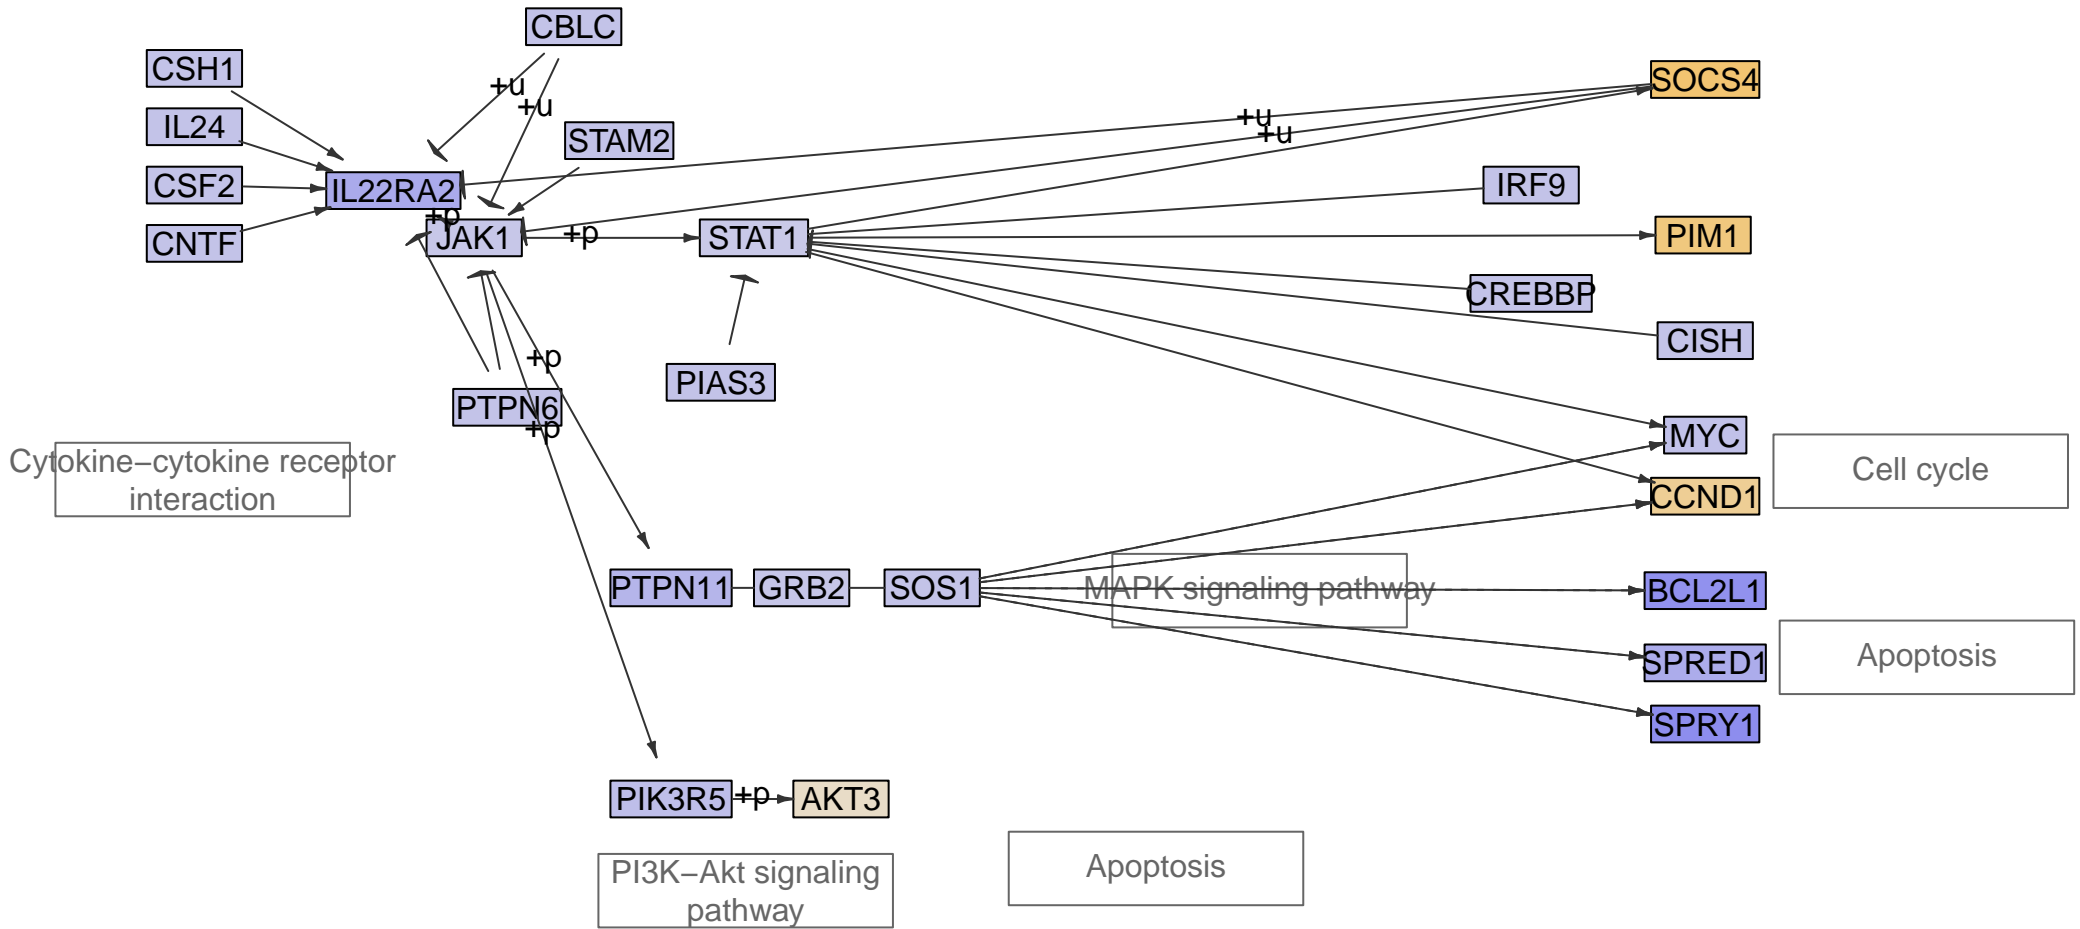 CBLC
CSH1
+u
SOCS4
+u
+u
IL24
+u
STAM2
CSF2
IL22RA2
IRF9
+p
CNTF
JAK1
+p
STAT1
PIM1
CREBBP
CISH
+p
PIAS3
PTPN6
+p
MYC
Cytokine−cytokine receptor
interaction
Cell cycle
CCND1
PTPN11
GRB2
SOS1
MAPK signaling pathway
BCL2L1
SPRED1
Apoptosis
SPRY1
PIK3R5
+p
AKT3
PI3K−Akt signaling
pathway
Apoptosis